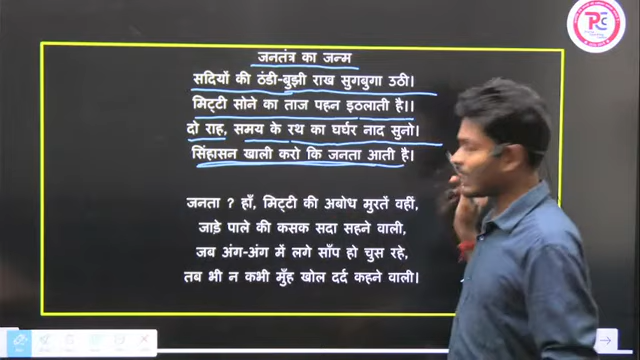 जनतंत्र का जन्म
सदियों की ठंडी-बुझी राख सुगबुगा उठी।
मिट्टी सोने का ताज पहन इठलाती है।।
दो राह, समय के रथ का घर्घर नाद सुनो।
सिंहासन खाली करो कि जनता आती है।
जनता ? हाँ, मिट्टी की अबोध मुरतें वहीं,
जाड़े पाले की कसक सदा सहने वाली,
जब अंग-अंग में लगे साँप हो चुस रहे,
तब भी न कभी मुँह खोल दर्द कहने वाली।